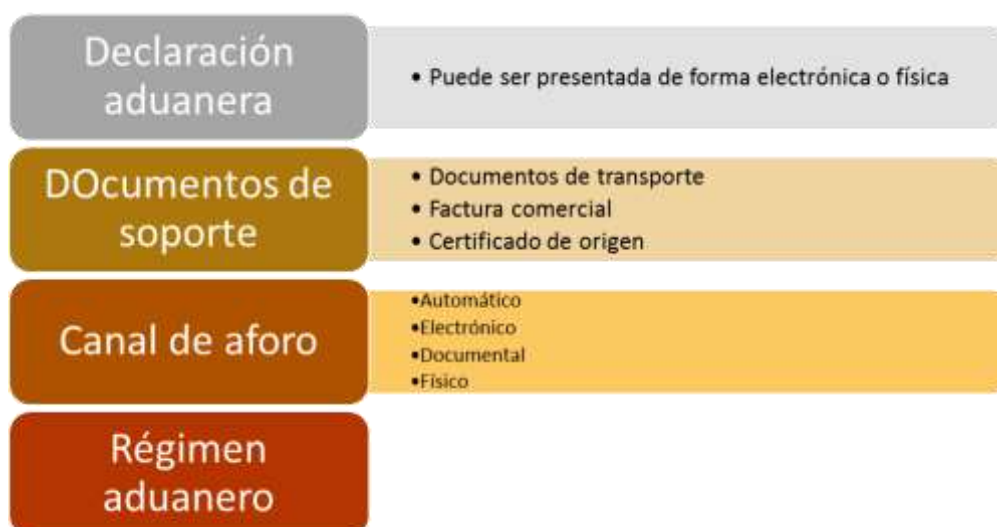 Declaración
aduanera
• Puede ser presentada de forma electrónica o física
DOcumentos de
soporte
• Documentos de transporte
• Factura comercial
• Certificado de origen
Canal de aforo
•Automático
•Electrónico
•Documental
•Físico
Régimen
aduanero